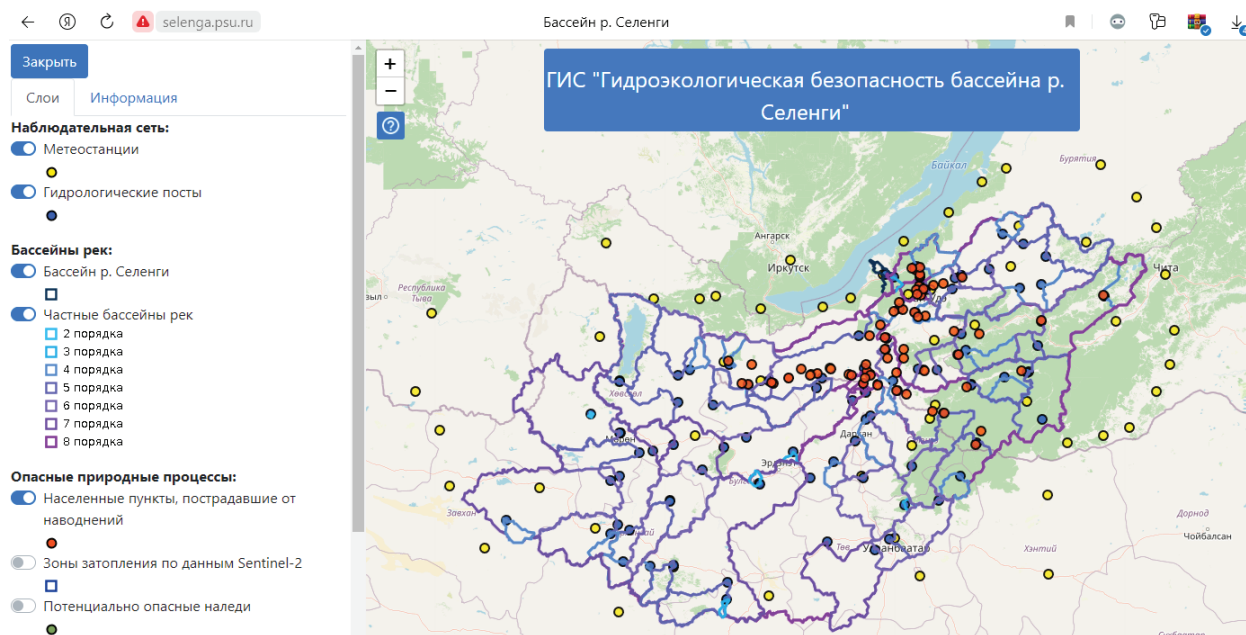 selenga.psu.ru
Бассейн р. Селенги
Закрыть
Слои
Информация
Наблюдательная сеть:
Метеостанции
Гидрологические посты
Бассейны рек:
Бассейн р. Селенги
Частные бассейны рек
2 порядка
3 порядка
4 порядка
5 порядка
6 порядка
7 порядка
8 порядка
Опасные природные процессы:
Населенные пункты, пострадавшие от
наводнений
Зоны затопления по данным Sentinel-2
Потенциально опасные наледи
+
−
?
ГИС "Гидроэкологическая безопасность бассейна р.
Селенги"
Байкал
Бурятия
Ангарск
Иркутск
Чита
Республика
Тыва
Хөвсгөл
Мөрөн
Дархан
Эрдэнэт
Завхан
Төв
Улаанбаатар
Хэнтий
Дорнод
Чойбалсан